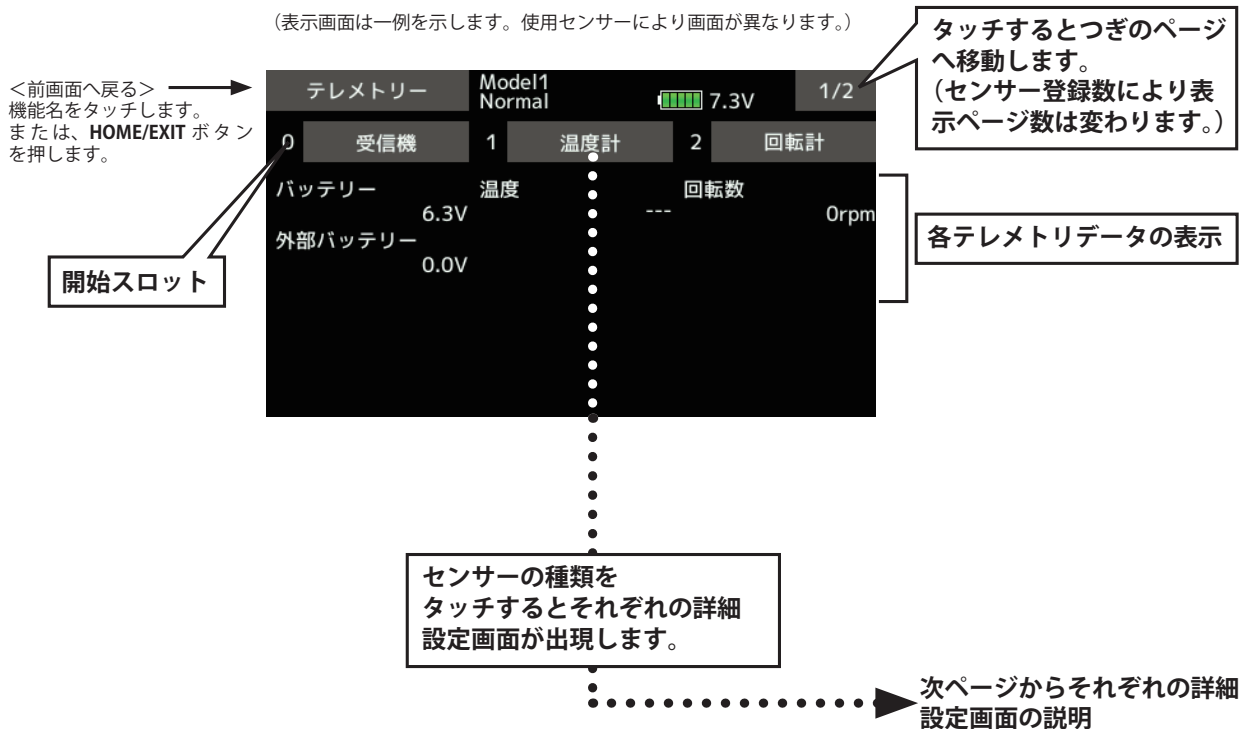 （表示画面は一例を示します。使用センサーにより画面が異なります。）
タッチするとつぎのページ
へ移動します。
（センサー登録数により表
示ページ数は変わります。）
＜前画面へ戻る＞
機能名をタッチします。
または、HOME/EXIT ボタン
を押します。
テレメトリー
Model1
Normal
7.3V
1/2
0 受信機 1 温度計 2 回転計
バッテリー 温度 回転数
6.3V --- 0rpm
外部バッテリー
0.0V
開始スロット
各テレメトリデータの表示
センサーの種類を
タッチするとそれぞれの詳細
設定画面が出現します。
次ページからそれぞれの詳細
設定画面の説明